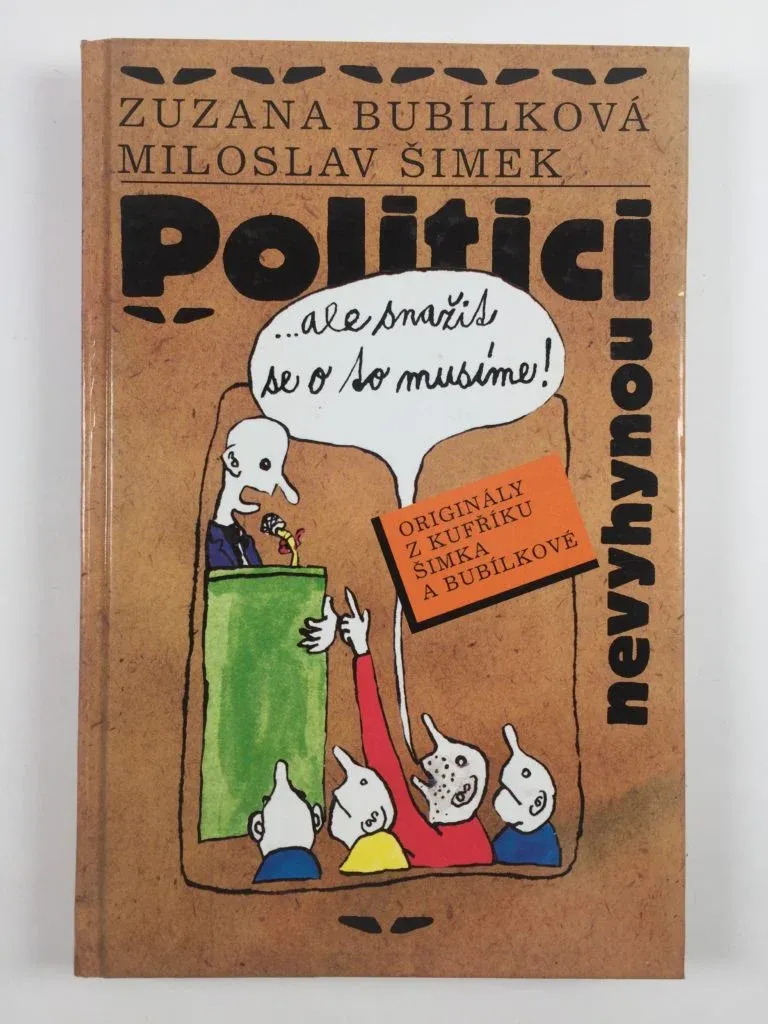 ZUZANA BUBÍLKOVÁ
MILOSLAV ŠIMEK
Politici
nevyhynou
...ale snažit
se o to musíme!
ORIGINÁLY
Z KUFŘÍKU
ŠIMKA
A BUBÍLKOVÉ